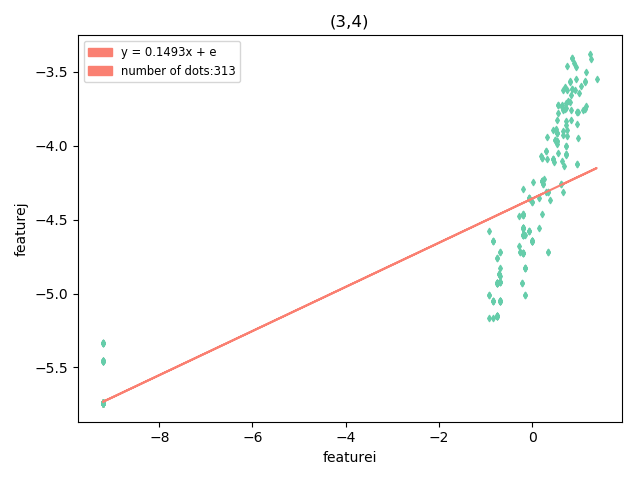 (3,4)
y = 0.1493x + e
number of dots:313
−3.5
−4.0
−4.5
−5.0
−5.5
featurej
−8
−6
−4
−2
0
featurei